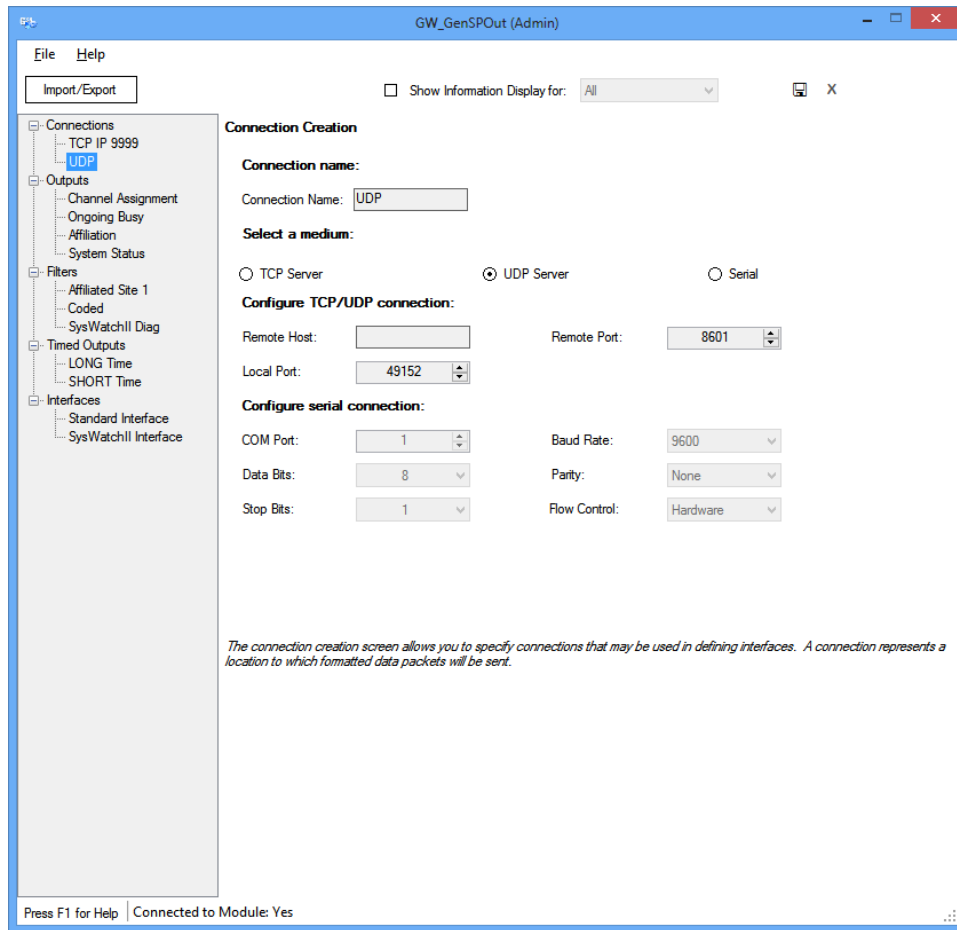 GW_GenSPOut (Admin)
File Help
Import/Export
Show Information Display for: All
X
Connections
TCP IP 9999
UDP
Outputs
Channel Assignment
Ongoing Busy
Affiliation
System Status
Filters
Affiliated Site 1
Coded
SysWatchII Diag
Timed Outputs
LONG Time
SHORT Time
Interfaces
Standard Interface
SysWatchII Interface
Connection Creation
Connection name:
Connection Name: UDP
Select a medium:
TCP Server UDP Server Serial
Configure TCP/UDP connection:
Remote Host: Remote Port: 8601
Local Port: 49152
Configure serial connection:
COM Port: 1 Baud Rate: 9600
Data Bits: 8 Parity: None
Stop Bits: 1 Flow Control: Hardware
The connection creation screen allows you to specify connections that may be used in defining interfaces. A connection represents a
location to which formatted data packets will be sent.
Press F1 for Help Connected to Module: Yes